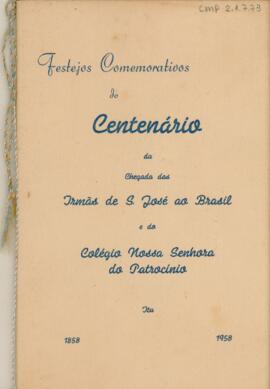 CMP 2.1.7.79
Festejos Comemorativos
do
Centenário
da
Chegada das
Irmãs de S. José ao Brasil
e do
Colégio Nossa Senhora
do Patrocínio
Itu
1858 1958